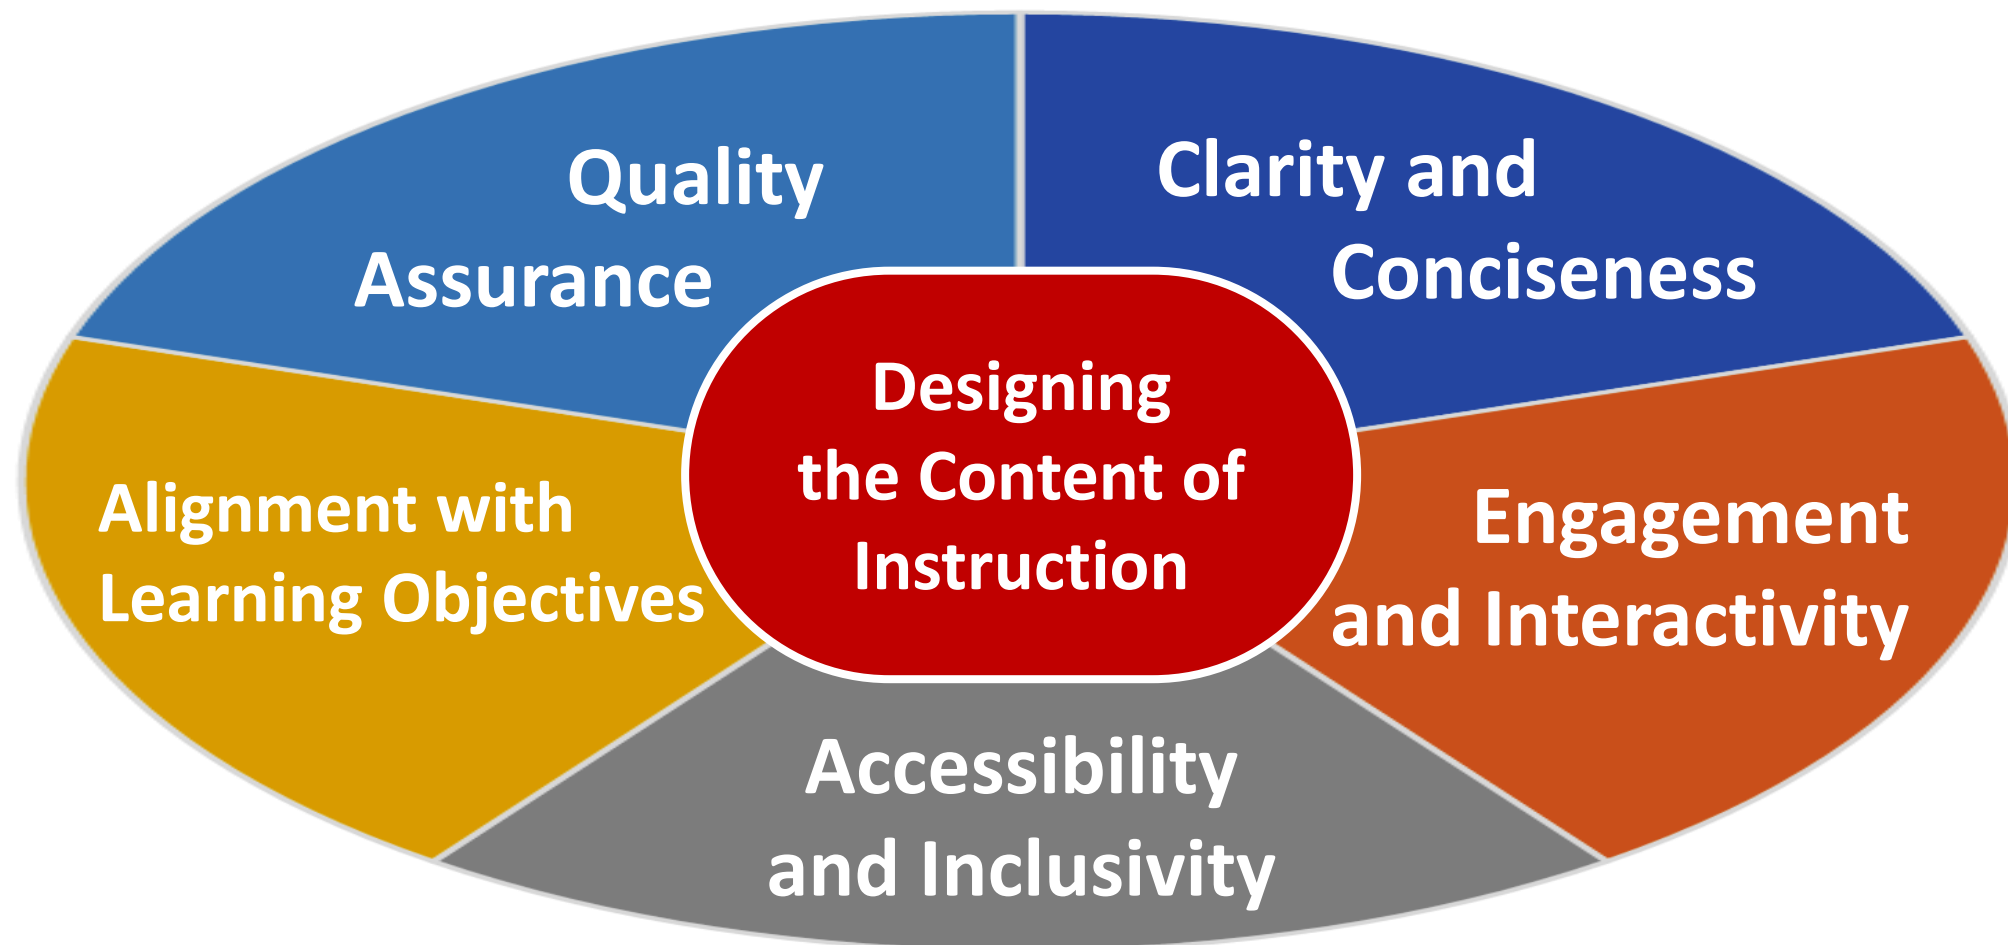 Quality
Assurance
Clarity and
Conciseness
Designing
the Content of
Instruction
Alignment with
Learning Objectives
Engagement
and Interactivity
Accessibility
and Inclusivity